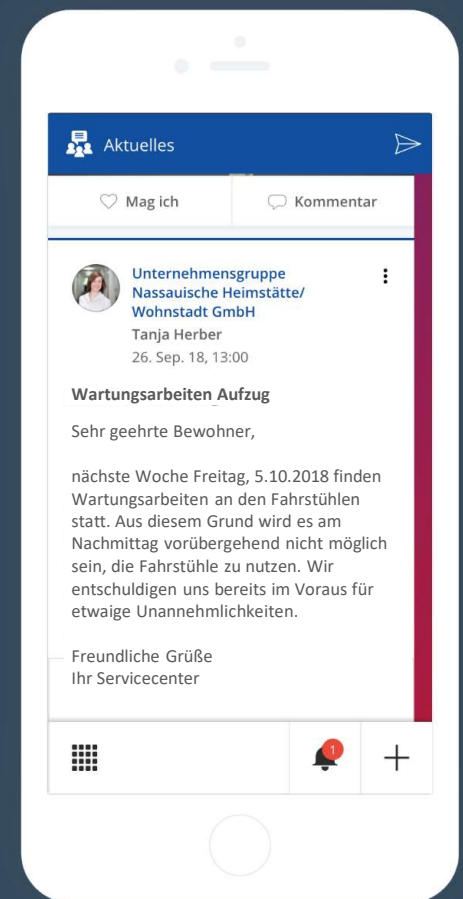 Aktuelles
Mag ich
Kommentar
Unternehmensgruppe
Nassauische Heimstätte/
Wohnstadt GmbH
Tanja Herber
26. Sep. 18, 13:00
Wartungsarbeiten Aufzug
Sehr geehrte Bewohner,
nächste Woche Freitag, 5.10.2018 finden
Wartungsarbeiten an den Fahrstühlen
statt. Aus diesem Grund wird es am
Nachmittag vorübergehend nicht möglich
sein, die Fahrstühle zu nutzen. Wir
entschuldigen uns bereits im Voraus für
etwaige Unannehmlichkeiten.
Freundliche Grüße
Ihr Servicecenter
1